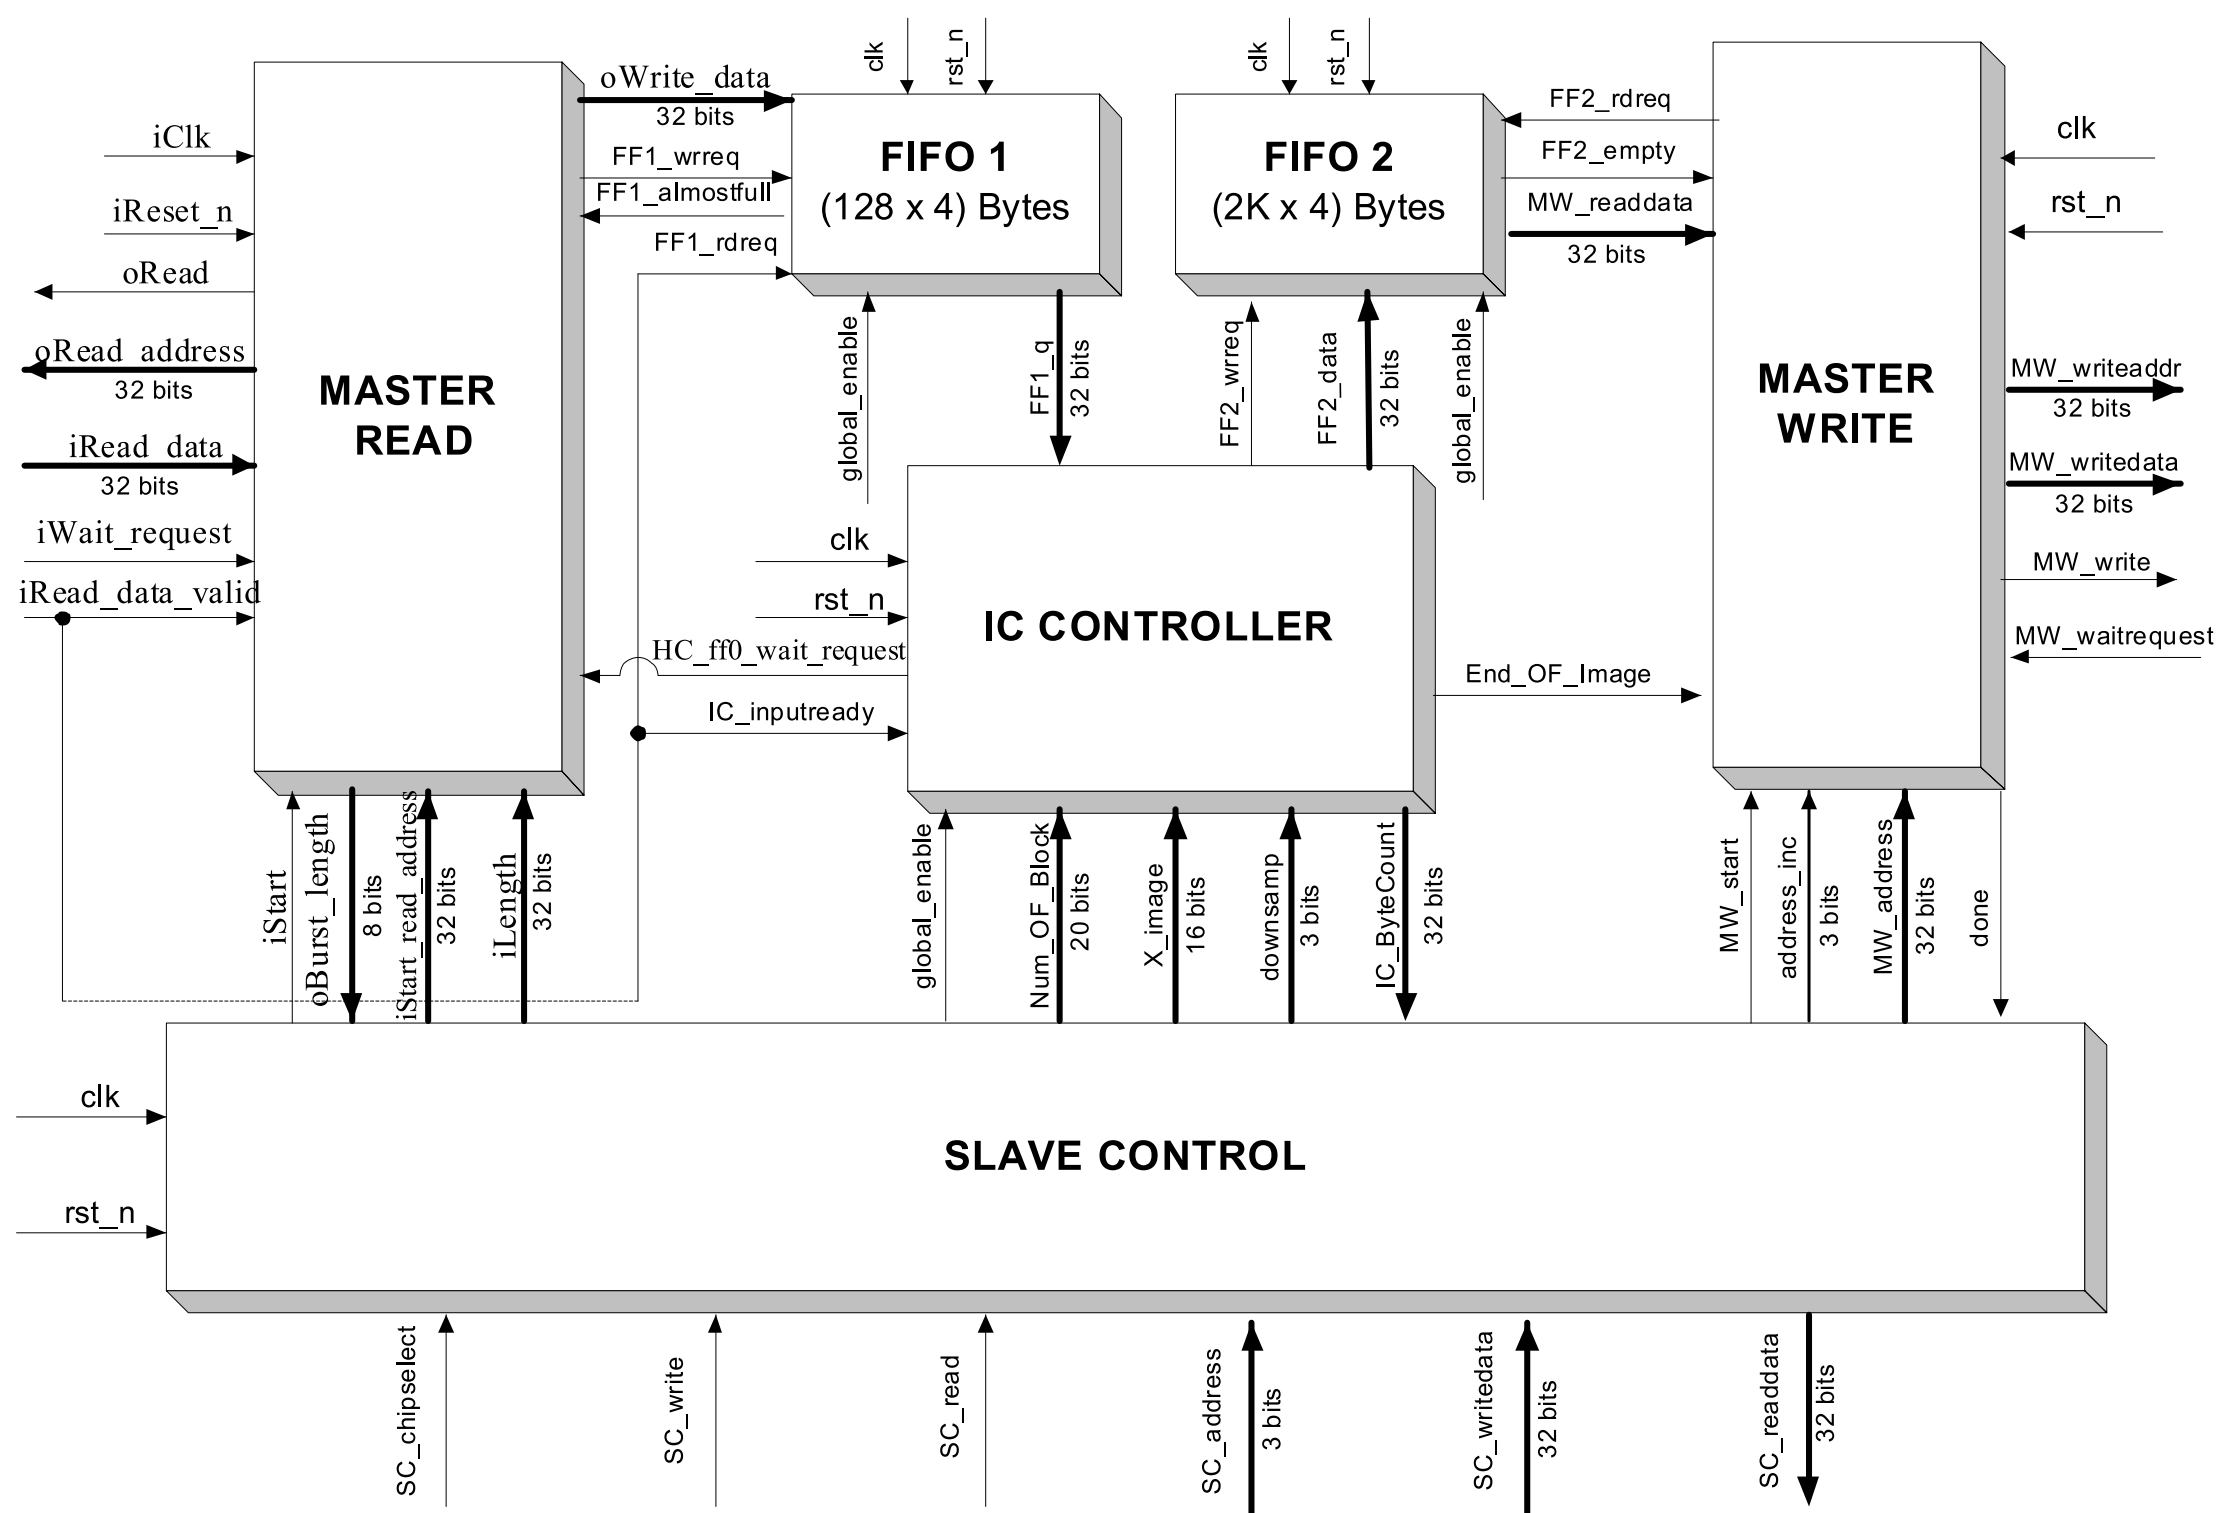 clk
rst_n
clk
rst_n
oWrite_data
32 bits
iClk
FF1_wrreq
FIFO 1
(128 x 4) Bytes
FIFO 2
(2K x 4) Bytes
FF2_rdreq
clk
FF2_empty
FF1_almostfull
MW_readdata
32 bits
iReset_n
rst_n
FF1_rdreq
oRead
oRead_address
32 bits
MASTER
READ
global_enable
FF1_q
32 bits
FF2_wrreq
FF2_data
32 bits
global_enable
MASTER
WRITE
MW_writeaddr
32 bits
iRead_data
32 bits
MW_writedata
32 bits
iWait_request
clk
MW_write
iRead_data_valid
rst_n
IC CONTROLLER
HC_ff0_wait_request
MW_waitrequest
End_OF_Image
IC_inputready
iStart
oBurst_length
8 bits
iStart_read_address
32 bits
iLength
32 bits
global_enable
Num_OF_Block
20 bits
X_image
16 bits
downsamp
3 bits
IC_ByteCount
32 bits
MW_start
address_inc
3 bits
MW_address
32 bits
done
clk
SLAVE CONTROL
rst_n
SC_chipselect
SC_write
SC_read
SC_address
3 bits
SC_writedata
32 bits
SC_readdata
32 bits